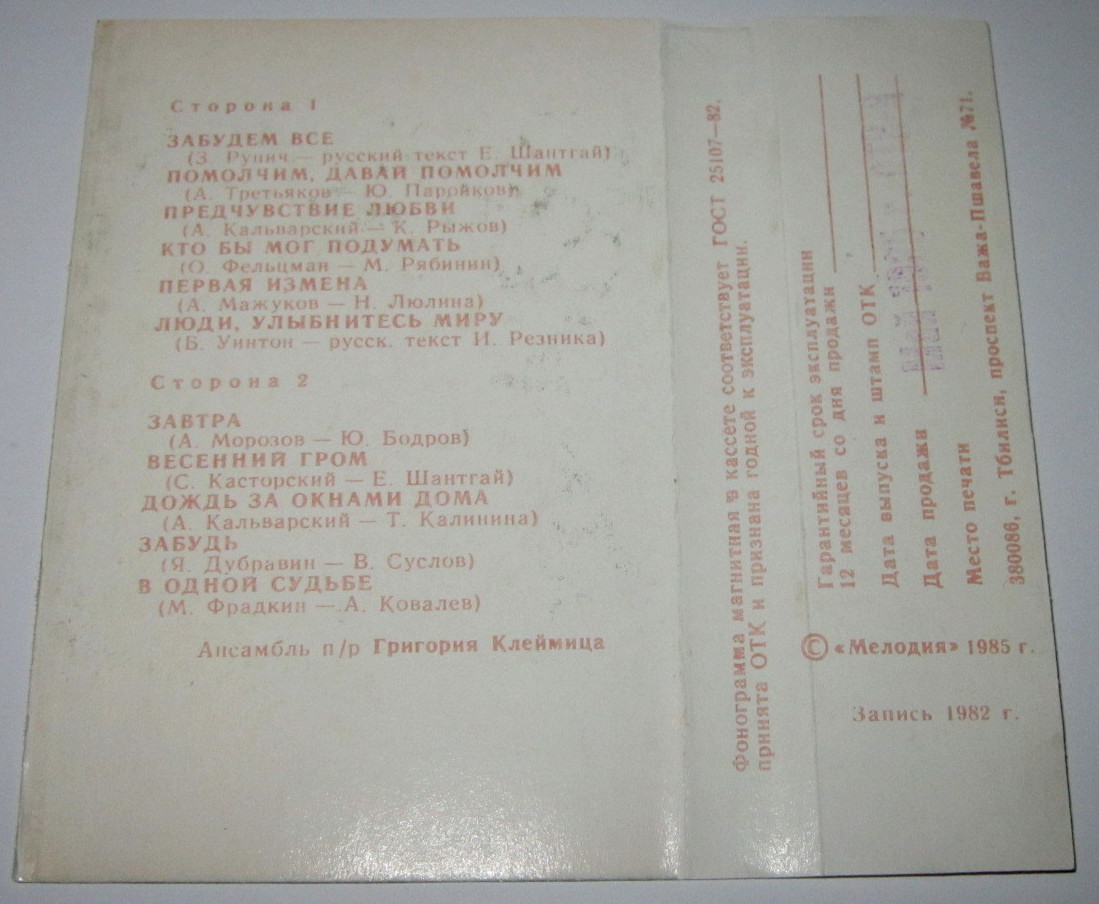 Сторона 1
ЗАБУДЕМ ВСЕ
(З. Рупич — русский текст Е. Шантгай)
ПОМОЛЧИМ, ДАВАЙ ПОМОЛЧИМ
(А. Третьяков — Ю. Паройков)
ПРЕДЧУВСТВИЕ ЛЮБВИ
(А. Кальварский — К. Рыжов)
КТО БЫ МОГ ПОДУМАТЬ
(О. Фельцман — М. Рябинин)
ПЕРВАЯ ИЗМЕНА
(А. Мажуков — Н. Люлина)
ЛЮДИ, УЛЫБНИТЕСЬ МИРУ
(Б. Уинтон — русск. текст И. Резника)
Сторона 2
ЗАВТРА
(А. Морозов — Ю. Бодров)
ВЕСЕННИЙ ГРОМ
(С. Касторский — Е. Шантгай)
ДОЖДЬ ЗА ОКНАМИ ДОМА
(А. Кальварский — Т. Калинина)
ЗАБУДЬ
(Я. Дубравин — В. Суслов)
В ОДНОЙ СУДЬБЕ
(М. Фрадкин — А. Ковалев)
Ансамбль п/р Григория Клеймица
Фонограмма магнитная в кассете соответствует ГОСТ 25107—82.
принята ОТК и признана годной к эксплуатации.
Гарантийный срок эксплуатации
12 месяцев со дня продажи
Дата выпуска и штамп ОТК
Дата продажи
Место печати
380086, г. Тбилиси, проспект Важа-Пшавела №71.
© «Мелодия» 1985 г.
Запись 1982 г.